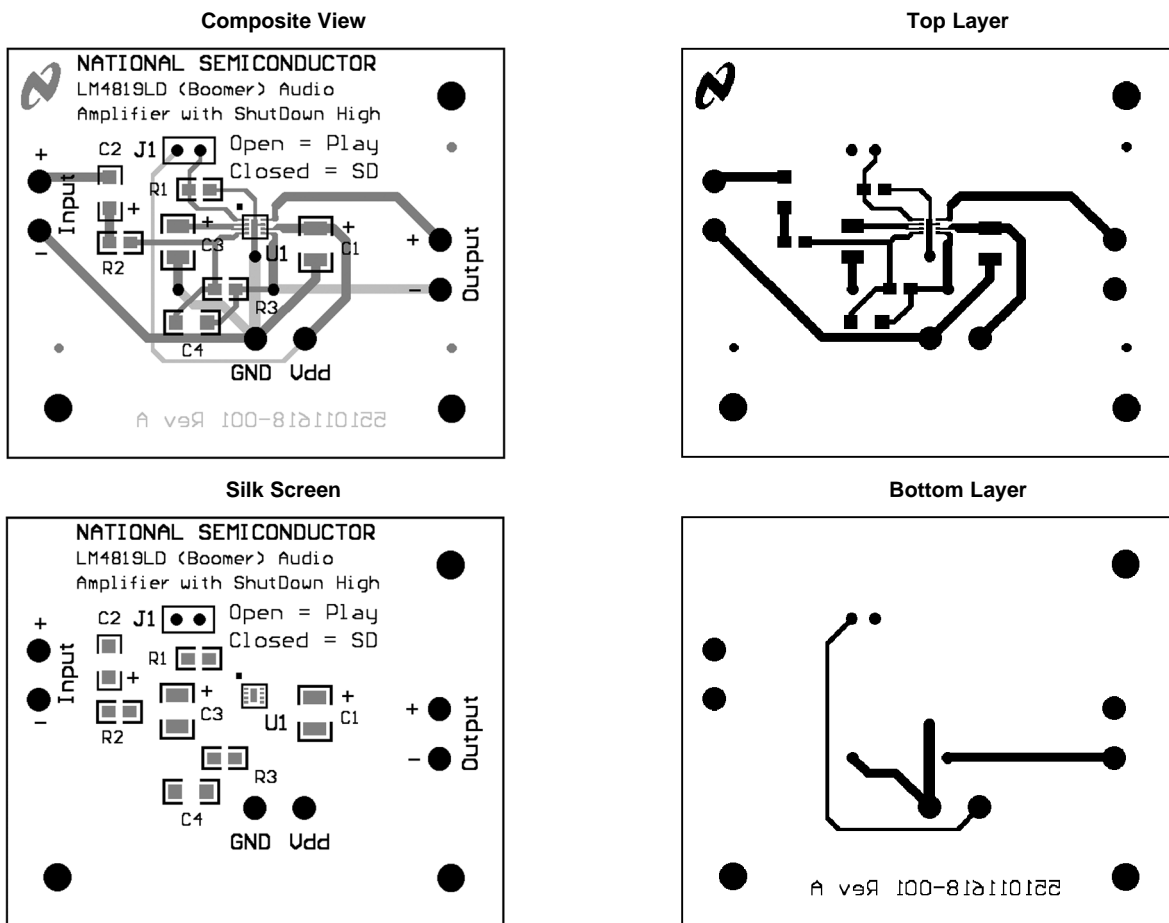 Composite View
NATIONAL SEMICONDUCTOR
LM4819LD (Boomer) Audio
Amplifier with ShutDown High
C2 J1 Open = Play
Closed = SD
+
Input
-
R1
+
R2
+
C3
U1
+
C1
R3
C4
+
-
Output
GND Vdd
551011618-001 Rev A
Top Layer
Silk Screen
NATIONAL SEMICONDUCTOR
LM4819LD (Boomer) Audio
Amplifier with ShutDown High
C2 J1 Open = Play
Closed = SD
+
Input
-
R1
+
R2
+
C3
U1
+
C1
R3
C4
+
-
Output
GND Vdd
Bottom Layer
551011618-001 Rev A